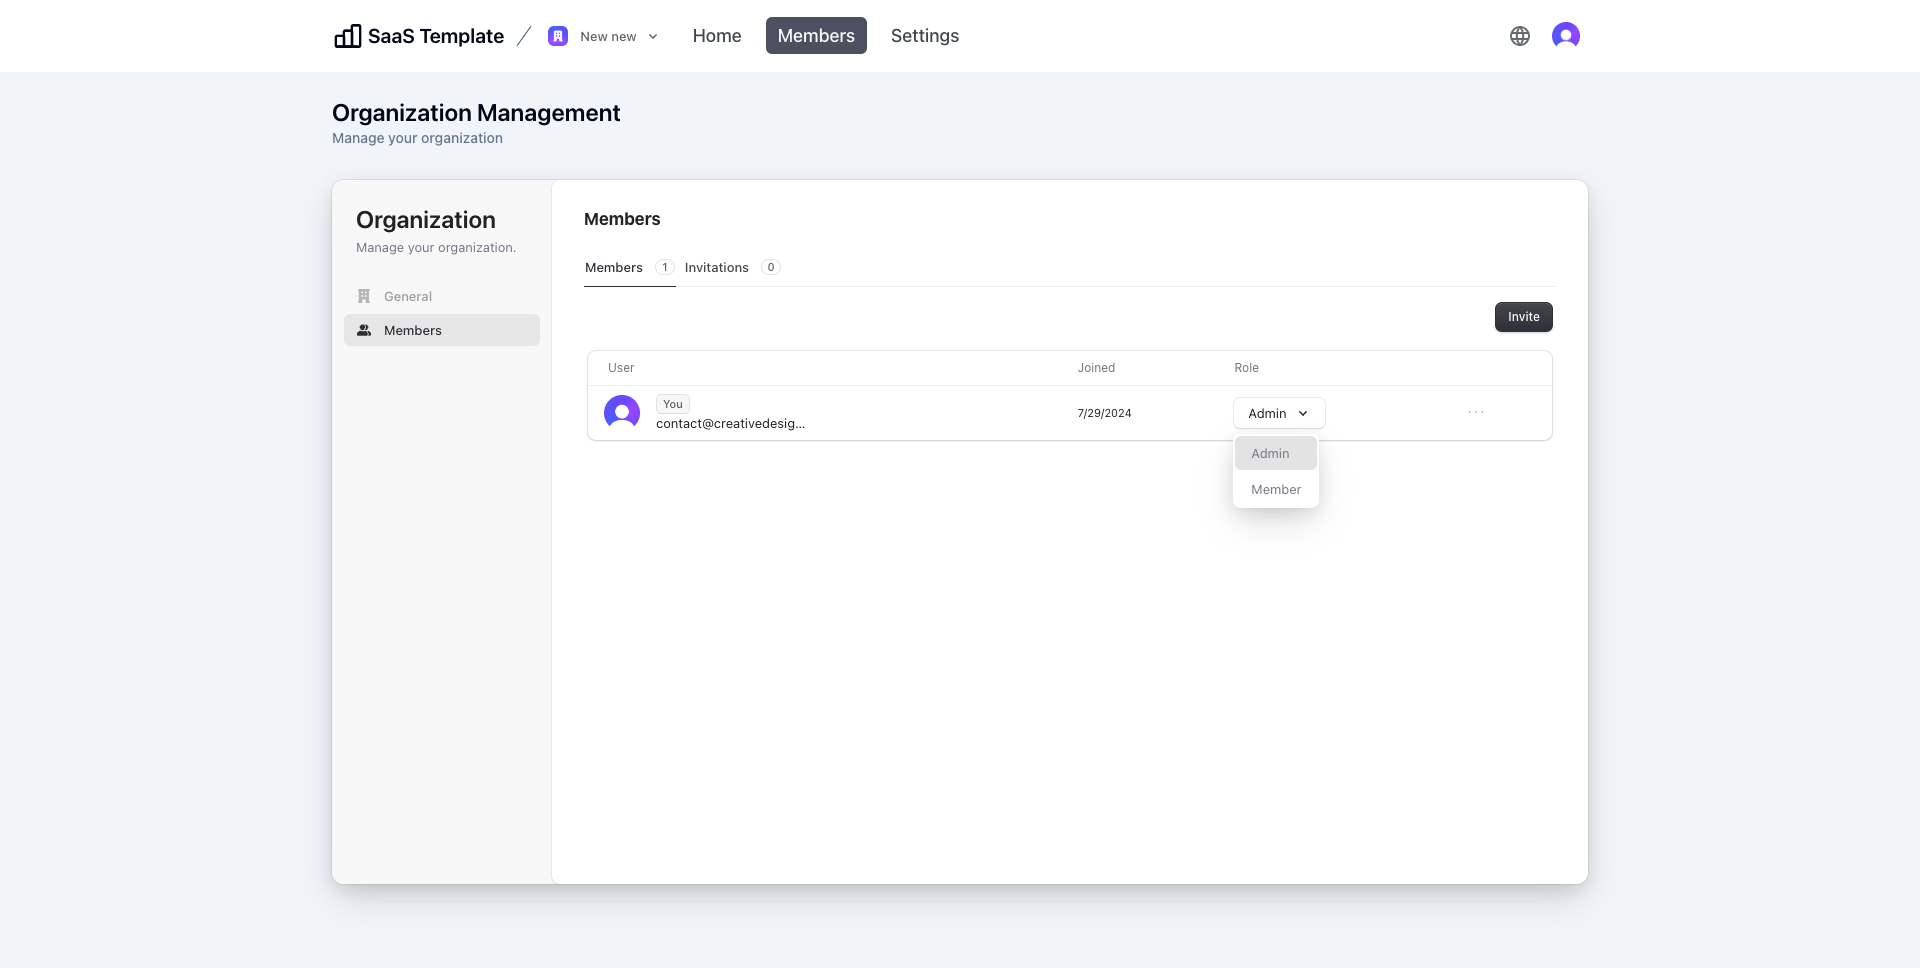 SaaS Template / New new Home Members Settings
Organization Management
Manage your organization
Organization
Manage your organization.
General
Members
Members
Members 1 Invitations 0
Invite
User Joined Role
You
contact@creativedesig...
7/29/2024
Admin
Admin
Member